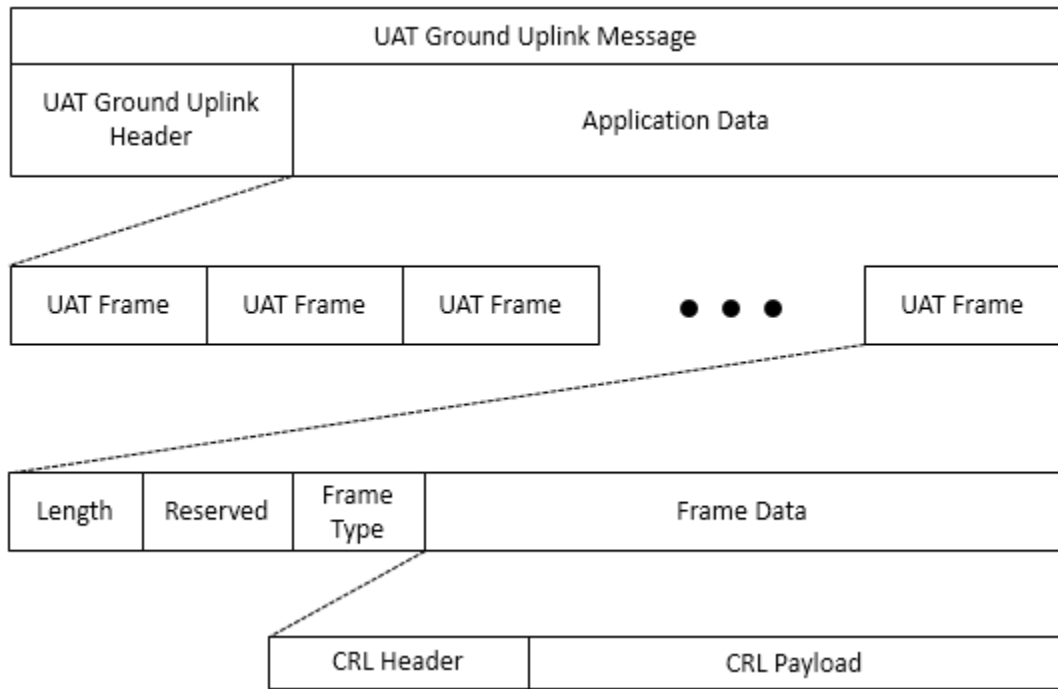 UAT Ground Uplink Message
UAT Ground Uplink
Header
Application Data
UAT Frame
UAT Frame
UAT Frame
UAT Frame
Length
Reserved
Frame
Type
Frame Data
CRL Header
CRL Payload